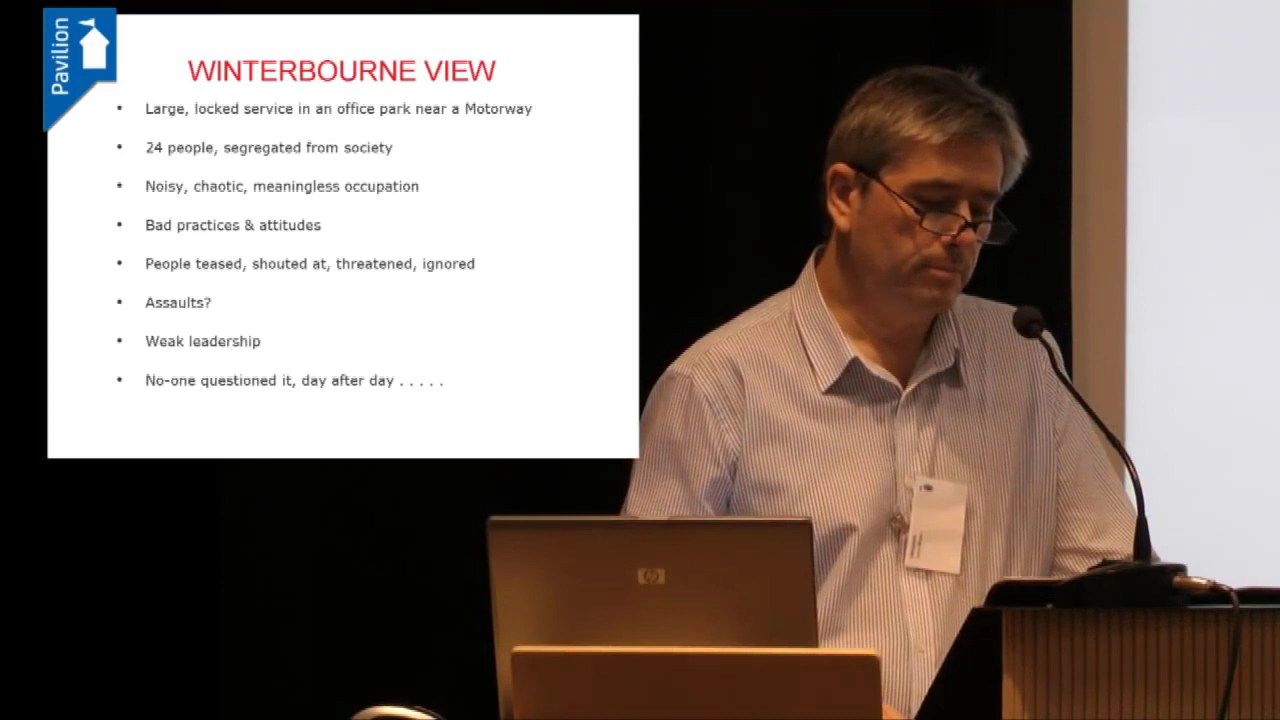 Pavilion
WINTERBOURNE VIEW
• Large, locked service in an office park near a Motorway
• 24 people, segregated from society
• Noisy, chaotic, meaningless occupation
• Bad practices & attitudes
• People teased, shouted at, threatened, ignored
• Assaults?
• Weak leadership
• No-one questioned it, day after day . . . . .
hp